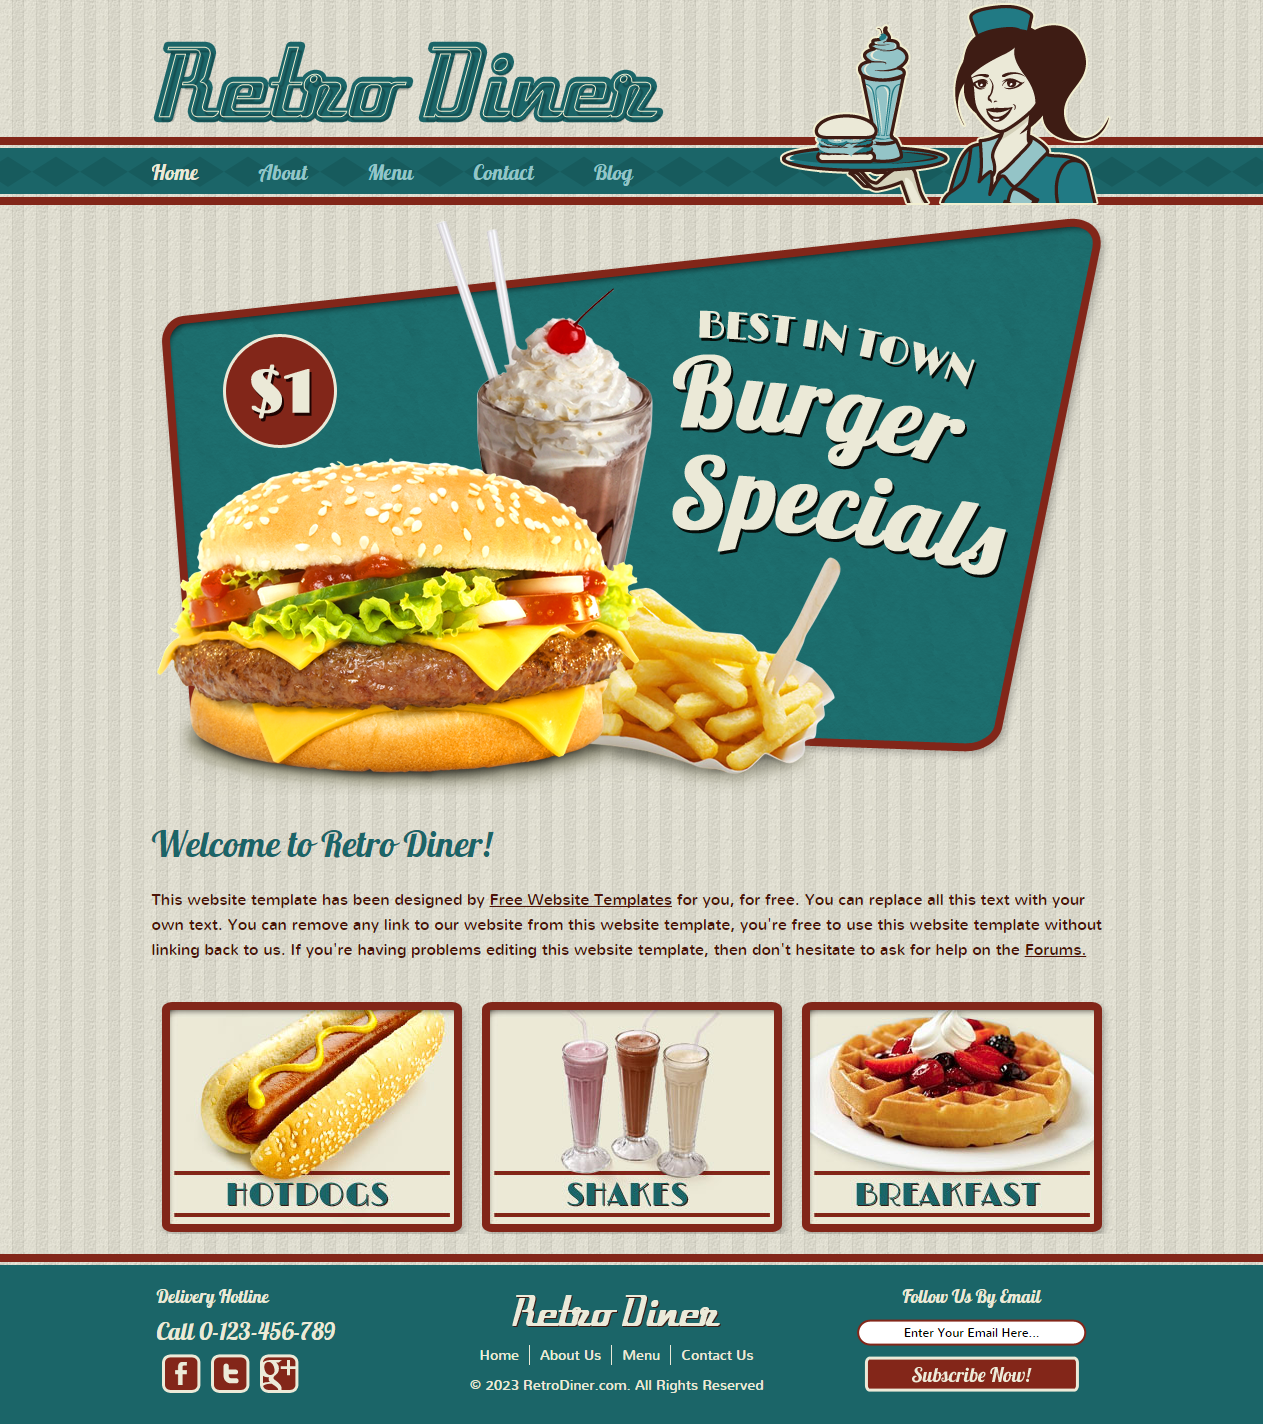 Retro Diner
Home About Menu Contact Blog
$1
BEST IN TOWN
Burger
Specials
Welcome to Retro Diner!
This website template has been designed by Free Website Templates for you, for free. You can replace all this text with your
own text. You can remove any link to our website from this website template, you're free to use this website template without
linking back to us. If you're having problems editing this website template, then don't hesitate to ask for help on the Forums.
HOTDOGS
SHAKES
BREAKFAST
Delivery Hotline
Call 0-123-456-789
f t g+
Retro Diner
Home About Us Menu Contact Us
© 2023 RetroDiner.com. All Rights Reserved
Follow Us By Email
Enter Your Email Here...
Subscribe Now!